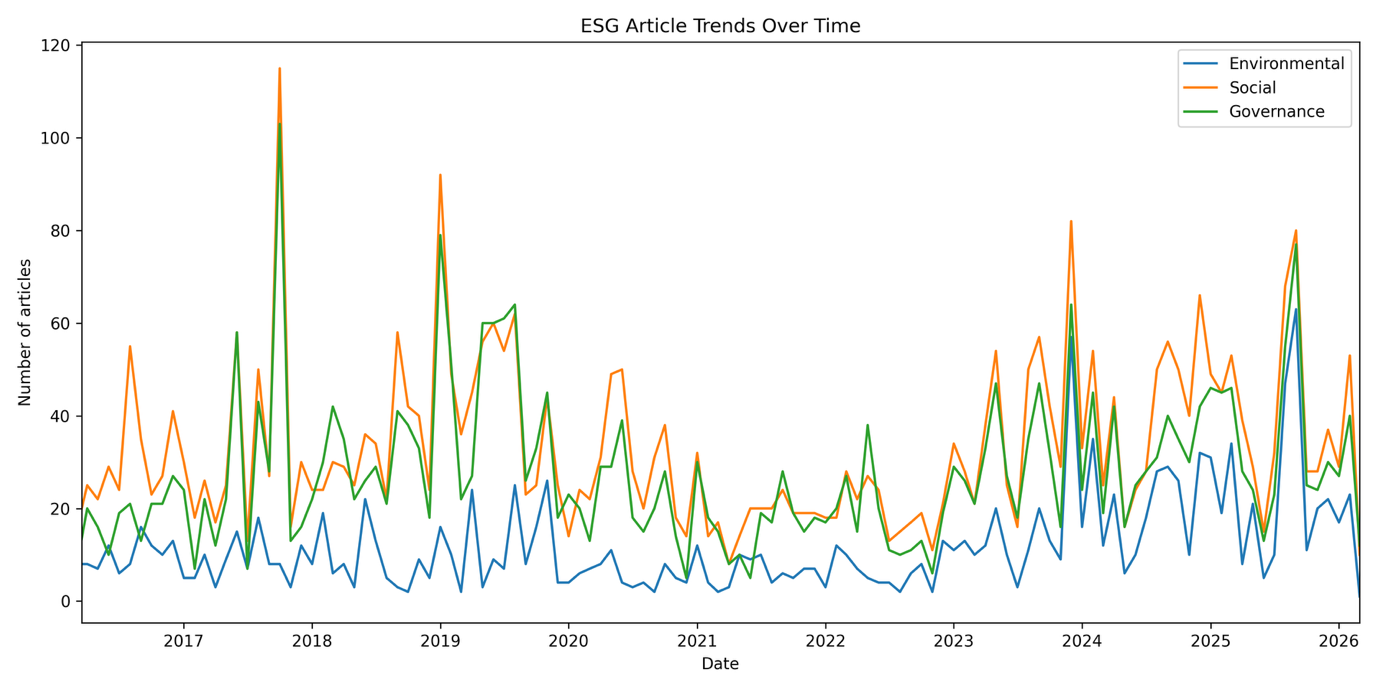 ESG Article Trends Over Time
120
100
80
60
40
20
0
Number of articles
Environmental
Social
Governance
2017 2018 2019 2020 2021 2022 2023 2024 2025 2026
Date